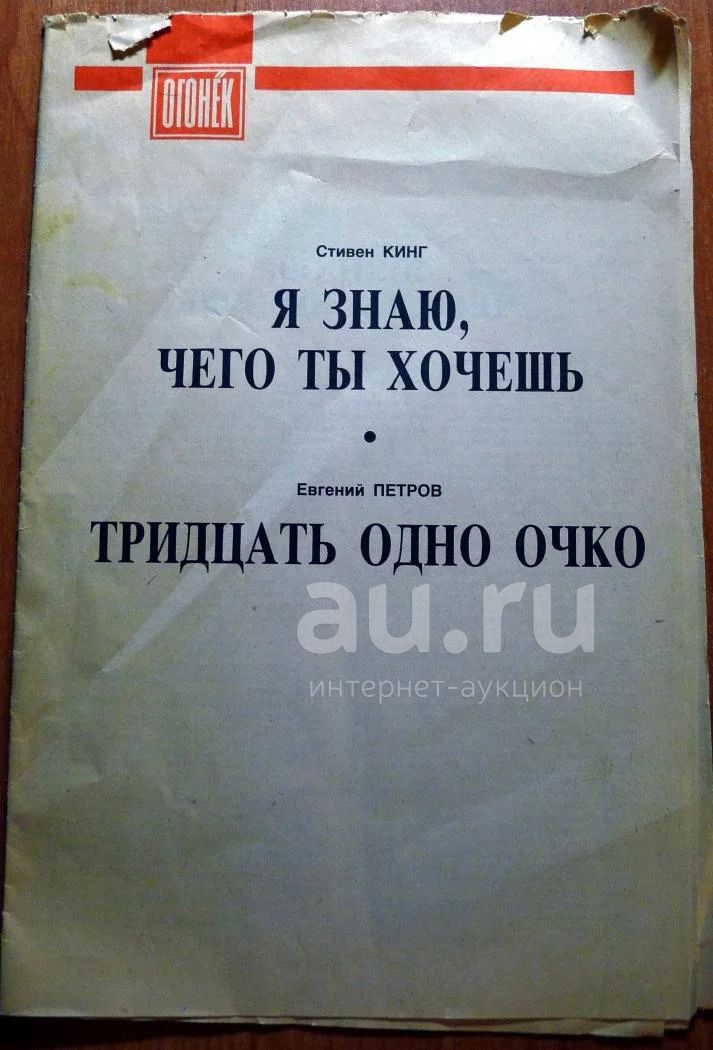 ОГОНЁК
Стивен КИНГ
Я ЗНАЮ,
ЧЕГО ТЫ ХОЧЕШЬ
•
Евгений ПЕТРОВ
ТРИДЦАТЬ ОДНО ОЧКО
au.ru
интернет-аукцион